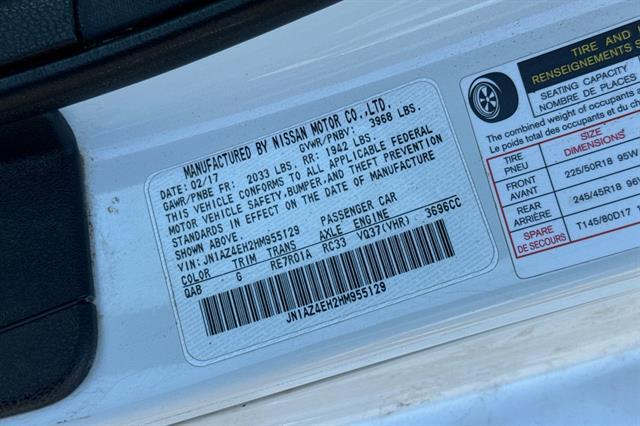 MANUFACTURED BY NISSAN MOTOR CO.,LTD.
DATE: 02/17 GVWR/PNBV: 3968 LBS.
GAWR/PNBE FR: 2033 LBS. RR: 1942 LBS.
THIS VEHICLE CONFORMS TO ALL APPLICABLE FEDERAL
MOTOR VEHICLE SAFETY,BUMPER,AND THEFT PREVENTION
STANDARDS IN EFFECT ON THE DATE OF MANUFACTURE
SHOWN ABOVE.
VIN: JN1AZ4EH2HM955129 PASSENGER CAR
COLOR TRIM TRANS AXLE ENGINE
QAB G RE7R01A RC33 VQ37(VHR) 3696CC
JN1AZ4EH2HM955129
TIRE AND
RENSEIGNEMENTS
SEATING CAPACITY
NOMBRE DE PLACES
The combined weight of occupants
Le poids total des occupants
TIRE
PNEU
SIZE
DIMENSIONS
FRONT
AVANT
225/50R18 95W
REAR
ARRIÈRE
245/45R18 96
SPARE
DE SECOURS
T145/80D17